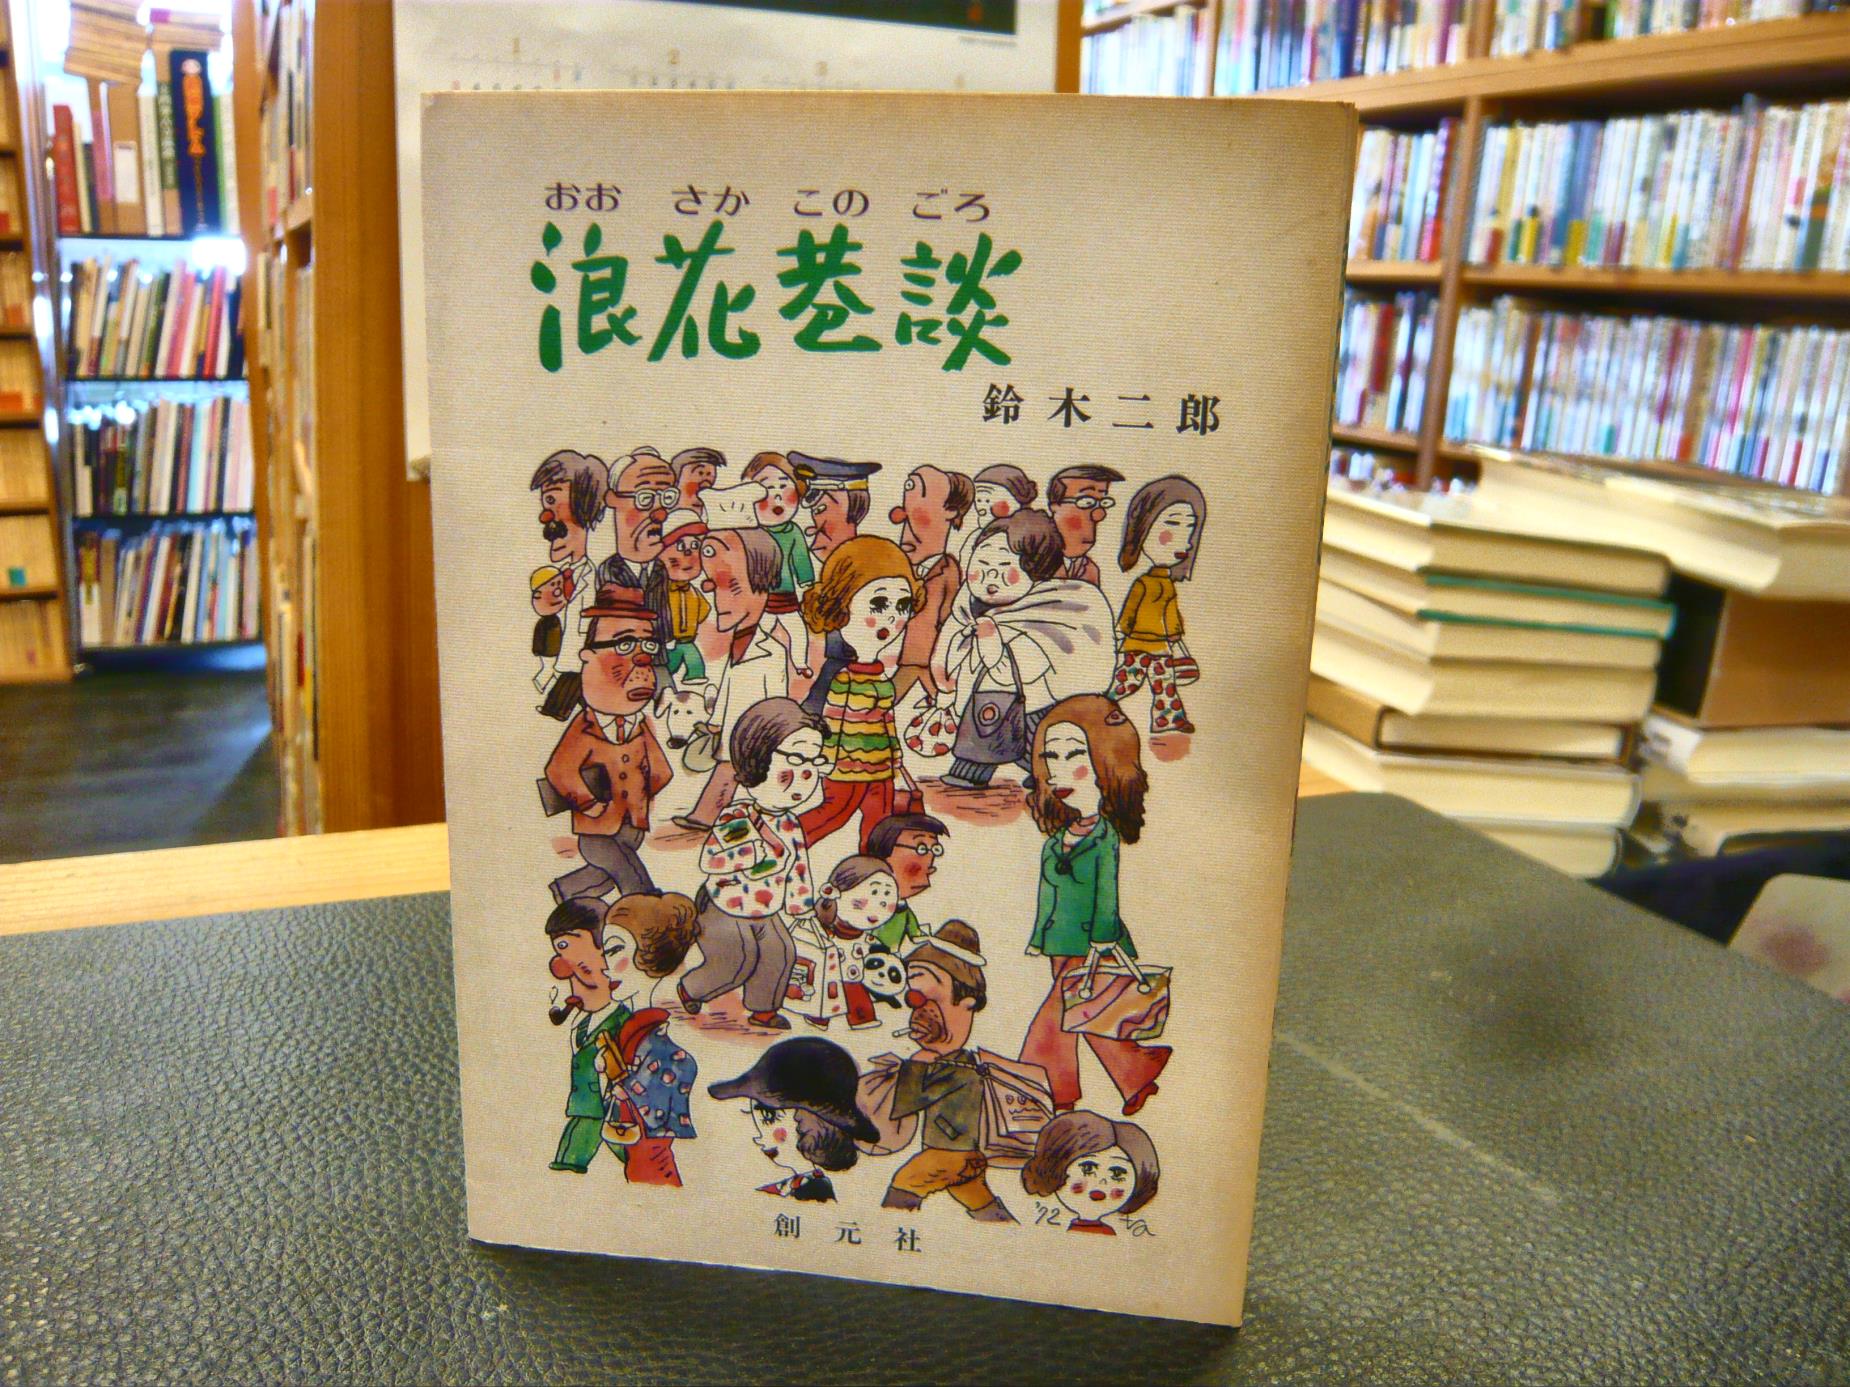 おお さか この ごろ
浪花巷談
鈴木二郎
'72
創元社